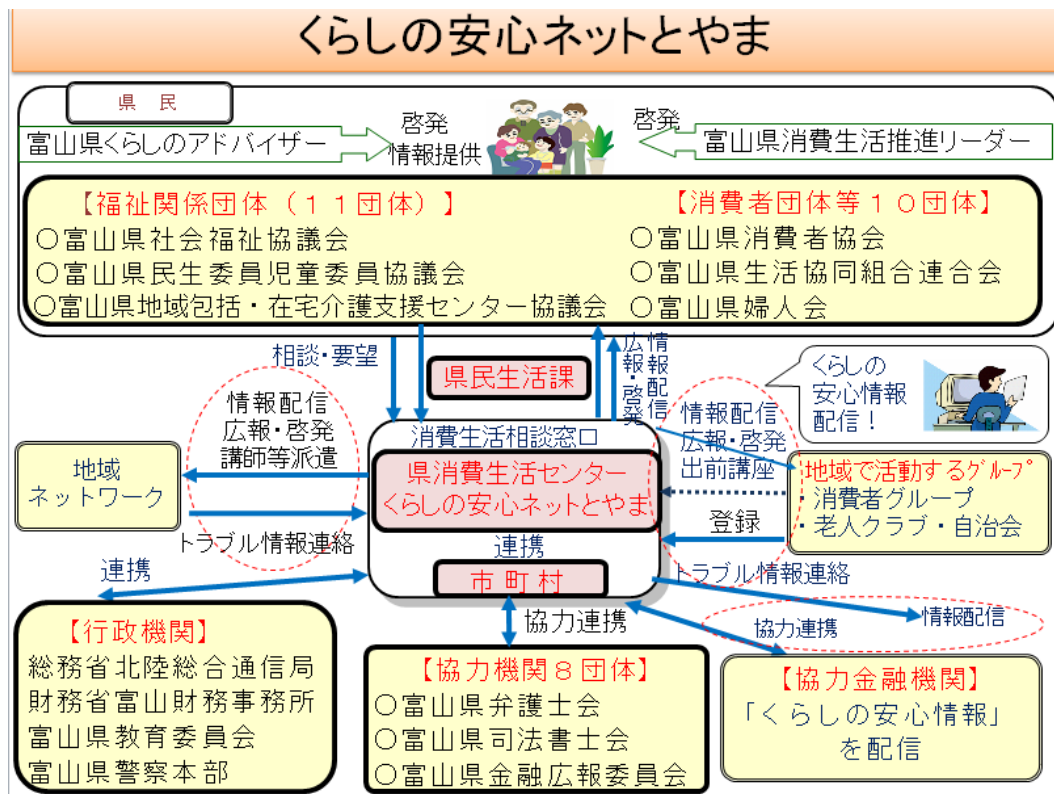 くらしの安心ネットとやま
県 民
富山県くらしのアドバイザー
啓発
情報提供
啓発
富山県消費生活推進リーダー
【福祉関係団体（１１団体）】
○富山県社会福祉協議会
○富山県民生委員児童委員協議会
○富山県地域包括・在宅介護支援センター協議会
【消費者団体等１０団体】
○富山県消費者協会
○富山県生活協同組合連合会
○富山県婦人会
相談・要望
県民生活課
情報配信
広報・啓発
くらしの
安心情報
配信！
情報配信
広報・啓発
講師等派遣
消費生活相談窓口
情報配信
広報・啓発
出前講座
地域
ネットワーク
県消費生活センター
くらしの安心ネットとやま
地域で活動するｸﾞﾙｰﾌﾟ
・消費者グループ
・老人クラブ・自治会
登録
トラブル情報連絡
連携
市町村
トラブル情報連絡
連携
協力連携
協力連携
情報配信
【行政機関】
総務省北陸総合通信局
財務省富山財務事務所
富山県教育委員会
富山県警察本部
【協力機関８団体】
○富山県弁護士会
○富山県司法書士会
○富山県金融広報委員会
【協力金融機関】
「くらしの安心情報」
を配信